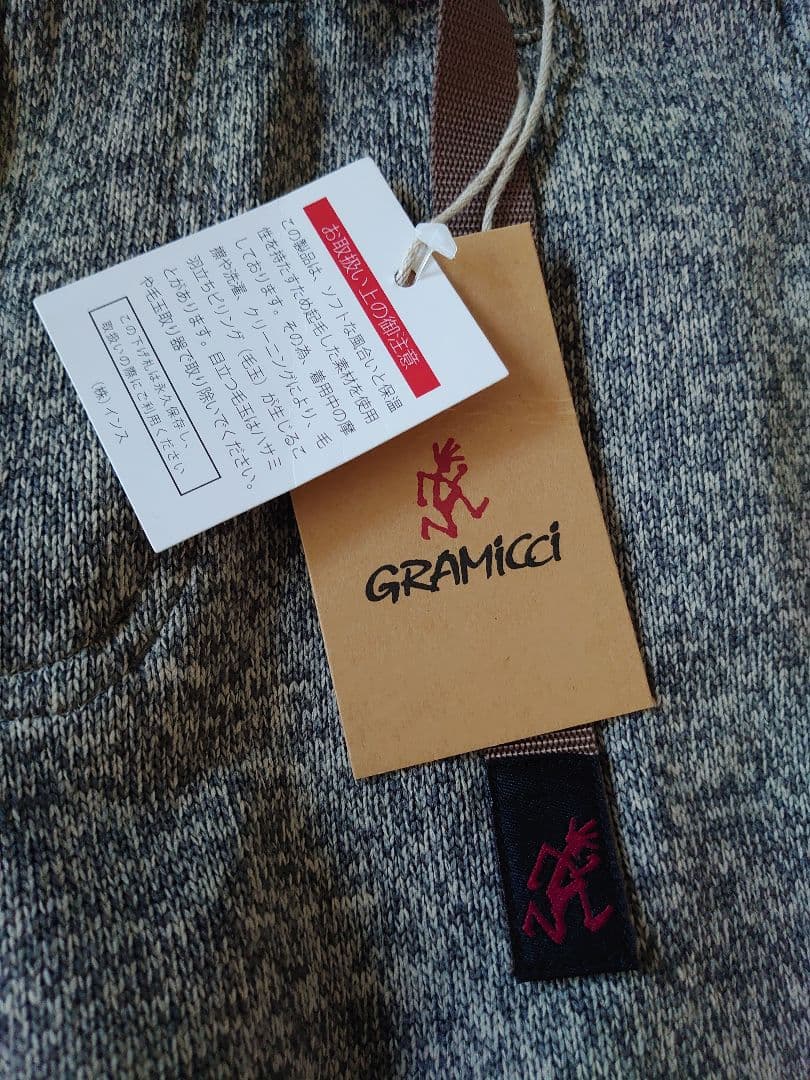 お取扱い上の御注意
この製品は、ソフトな風合いと保温
性を持たすため起毛した素材を使用
しております。その為、着用中の摩
擦や洗濯、クリーニングにより、毛
羽立ちピリング（毛玉）が生じるこ
とがあります。目立つ毛玉はハサミ
や毛玉取り器で取り除いてください。
この下げ札は永久保存し、
取扱いの際にご利用ください
（株）インス
GRAMiCCi